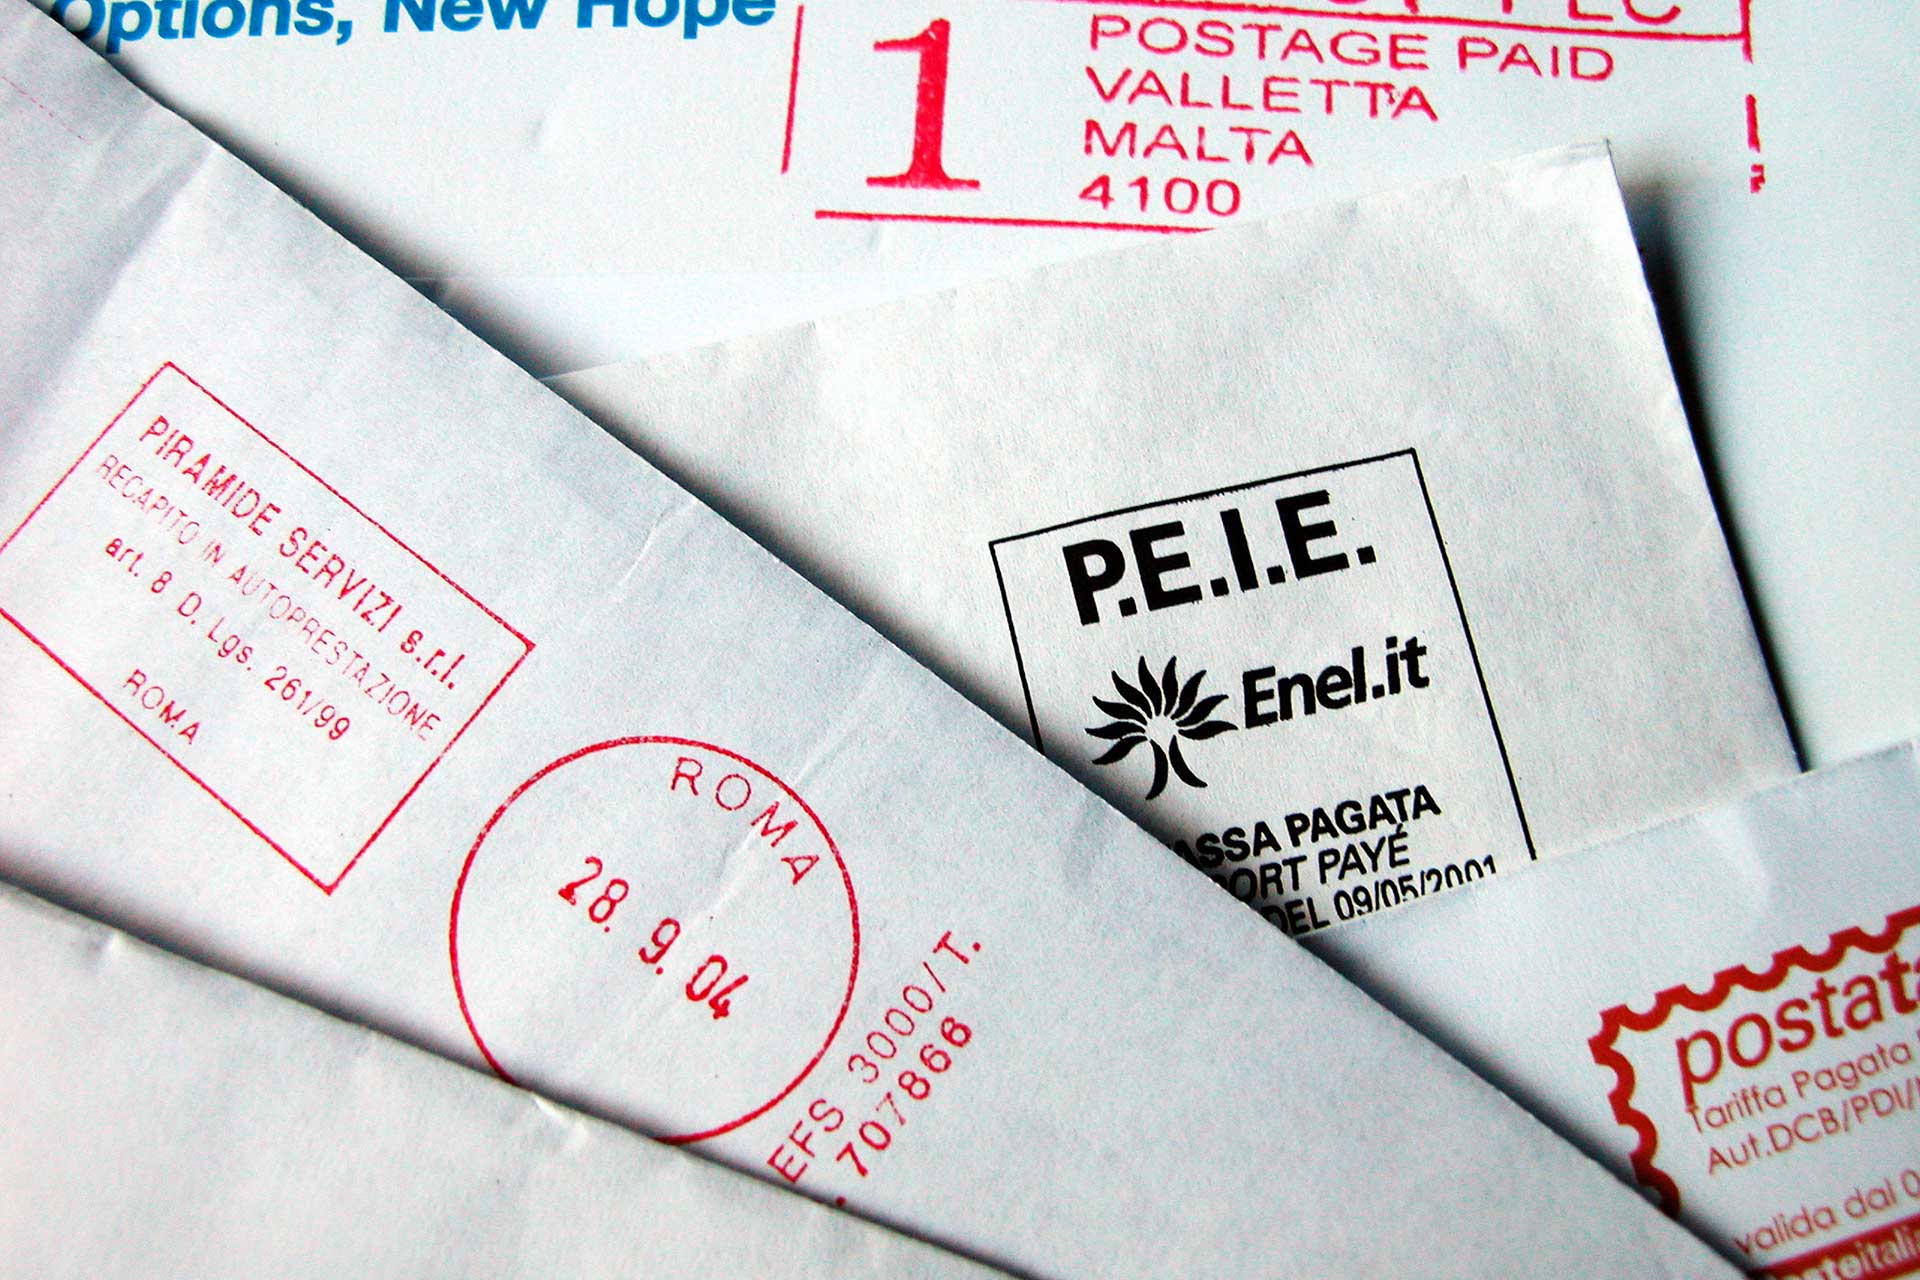 Options, New Hope
1
POSTAGE PAID
VALLETTA
MALTA
4100
PIRAMIDE SERVIZI s.r.l.
RECAPITO IN AUTOPRESTAZIONE
art. 8 D. Lgs. 261/99
ROMA
ROMA
28. 9. 04
EFS 3000/T.
707866
P.E.I.E.
Enel.it
ASSA PAGATA
ORT PAYÉ
DEL 09/05/2001
postat
Tariffa Pagata
Aut.DCB/PDI/
valida dal 0